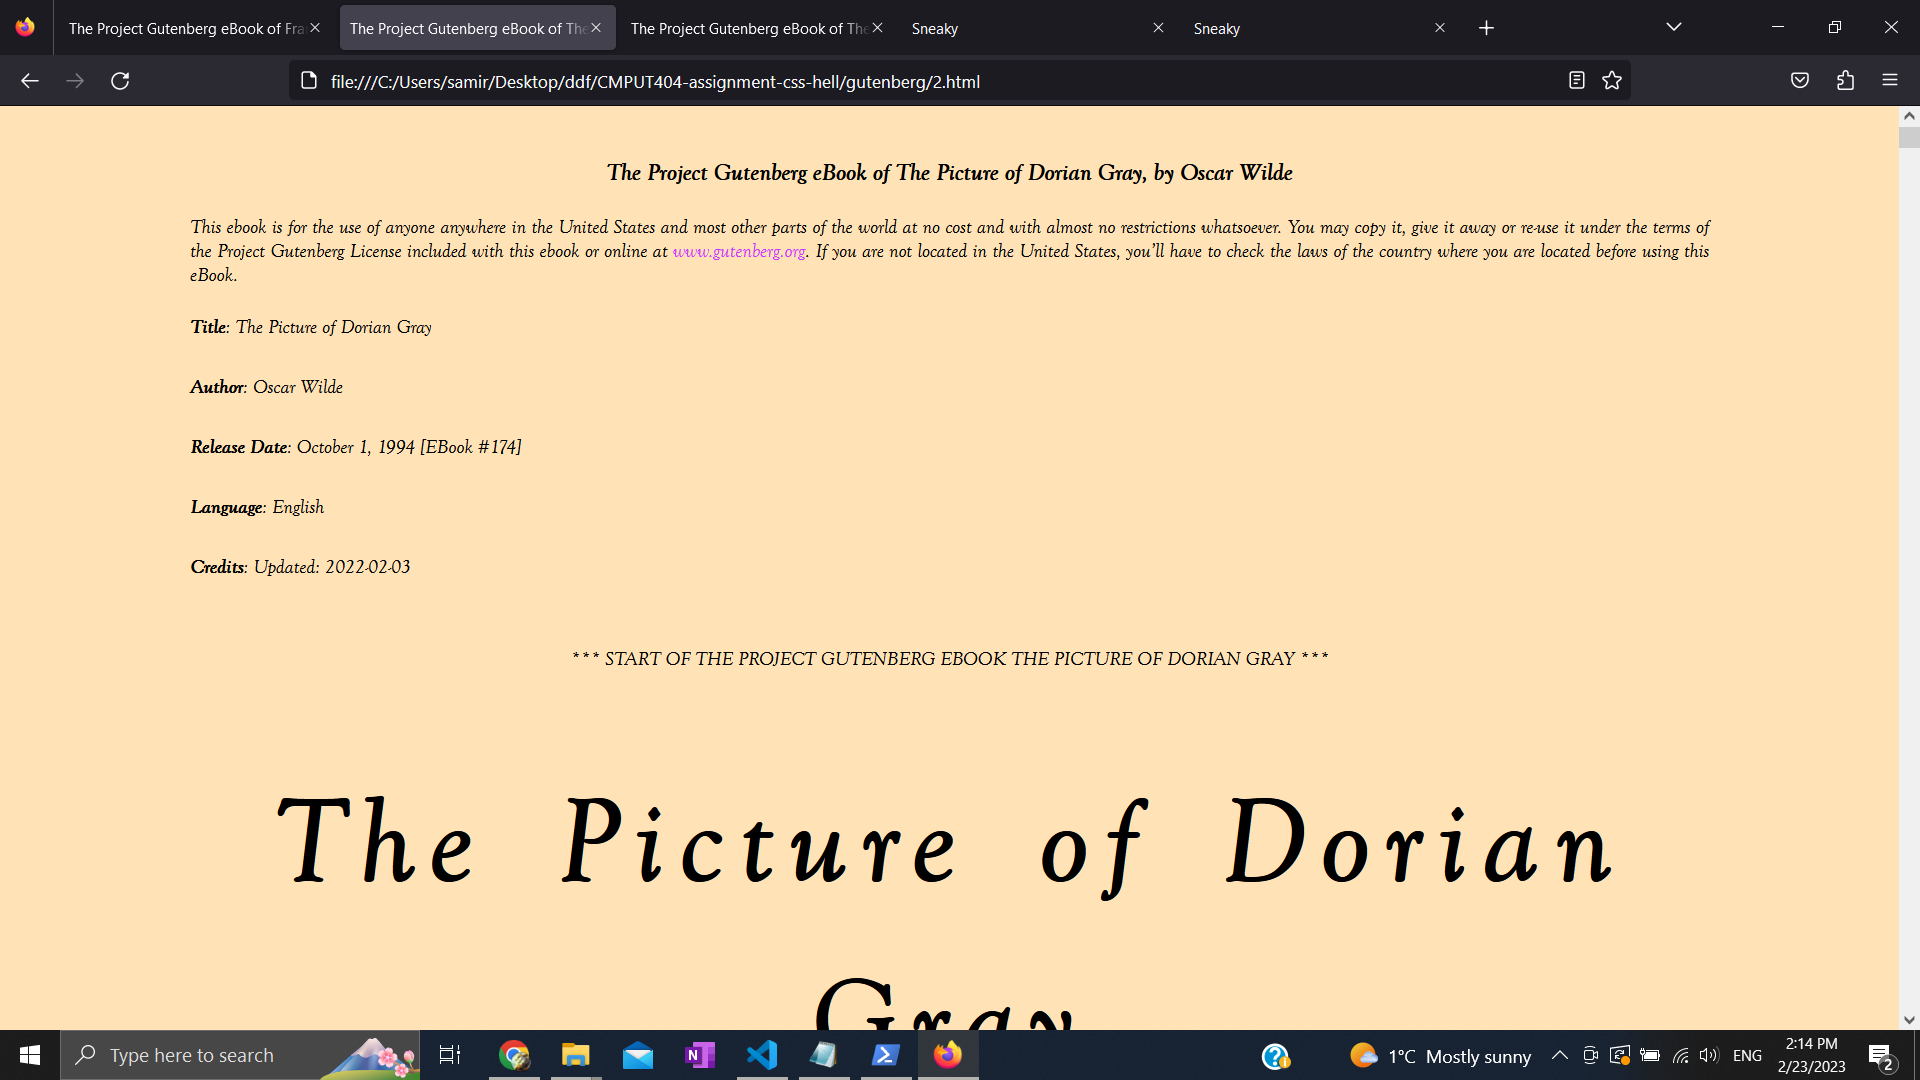 The Project Gutenberg eBook of Fra
The Project Gutenberg eBook of The
The Project Gutenberg eBook of The
Sneaky
Sneaky
file:///C:/Users/samir/Desktop/ddf/CMPUT404-assignment-css-hell/gutenberg/2.html
The Project Gutenberg eBook of The Picture of Dorian Gray, by Oscar Wilde
This ebook is for the use of anyone anywhere in the United States and most other parts of the world at no cost and with almost no restrictions whatsoever. You may copy it, give it away or re-use it under the terms of
the Project Gutenberg License included with this ebook or online at www.gutenberg.org. If you are not located in the United States, you’ll have to check the laws of the country where you are located before using this
eBook.
Title: The Picture of Dorian Gray
Author: Oscar Wilde
Release Date: October 1, 1994 [EBook #174]
Language: English
Credits: Updated: 2022-02-03
*** START OF THE PROJECT GUTENBERG EBOOK THE PICTURE OF DORIAN GRAY ***
The Picture of Dorian
Gray
Type here to search
N
1°C Mostly sunny
ENG
2:14 PM
2/23/2023
2